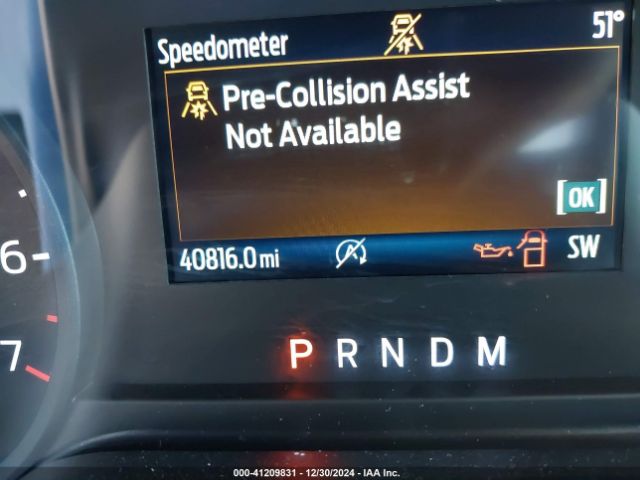 Speedometer 51°
Pre-Collision Assist
Not Available
[OK]
6
40816.0 mi SW
7
P R N D M
000-41209831 - 12/30/2024 - IAA Inc.